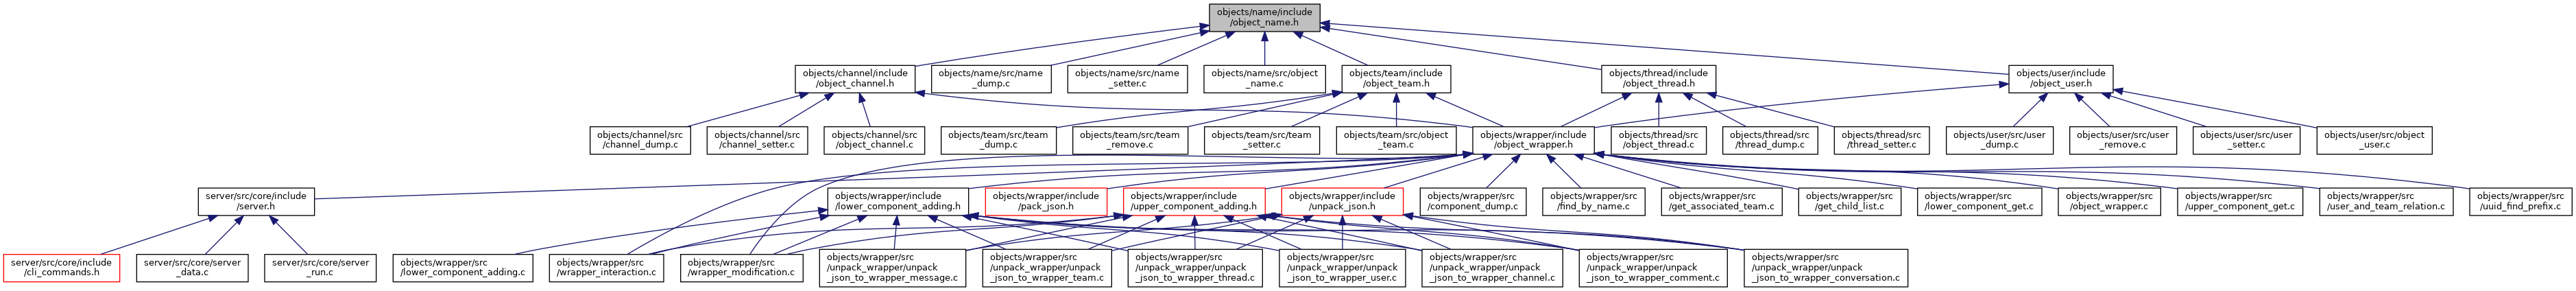 objects/name/include
/object_name.h
objects/channel/include
/object_channel.h
objects/name/src/name
_dump.c
objects/name/src/name
_setter.c
objects/name/src/object
_name.c
objects/team/include
/object_team.h
objects/thread/include
/object_thread.h
objects/user/include
/object_user.h
objects/channel/src
/channel_dump.c
objects/channel/src
/channel_setter.c
objects/channel/src
/object_channel.c
objects/team/src/team
_dump.c
objects/team/src/team
_remove.c
objects/team/src/team
_setter.c
objects/team/src/object
_team.c
objects/wrapper/include
/object_wrapper.h
objects/thread/src
/object_thread.c
objects/thread/src
/thread_dump.c
objects/thread/src
/thread_setter.c
objects/user/src/user
_dump.c
objects/user/src/user
_remove.c
objects/user/src/user
_setter.c
objects/user/src/object
_user.c
server/src/core/include
/server.h
objects/wrapper/include
/lower_component_adding.h
objects/wrapper/include
/pack_json.h
objects/wrapper/include
/upper_component_adding.h
objects/wrapper/include
/unpack_json.h
objects/wrapper/src
/component_dump.c
objects/wrapper/src
/find_by_name.c
objects/wrapper/src
/get_associated_team.c
objects/wrapper/src
/get_child_list.c
objects/wrapper/src
/lower_component_get.c
objects/wrapper/src
/object_wrapper.c
objects/wrapper/src
/upper_component_get.c
objects/wrapper/src
/user_and_team_relation.c
objects/wrapper/src
/uuid_find_prefix.c
server/src/core/include
/cli_commands.h
server/src/core/server
_data.c
server/src/core/server
_run.c
objects/wrapper/src
/lower_component_adding.c
objects/wrapper/src
/wrapper_interaction.c
objects/wrapper/src
/wrapper_modification.c
objects/wrapper/src
/unpack_wrapper/unpack
_json_to_wrapper_message.c
objects/wrapper/src
/unpack_wrapper/unpack
_json_to_wrapper_team.c
objects/wrapper/src
/unpack_wrapper/unpack
_json_to_wrapper_thread.c
objects/wrapper/src
/unpack_wrapper/unpack
_json_to_wrapper_user.c
objects/wrapper/src
/unpack_wrapper/unpack
_json_to_wrapper_channel.c
objects/wrapper/src
/unpack_wrapper/unpack
_json_to_wrapper_comment.c
objects/wrapper/src
/unpack_wrapper/unpack
_json_to_wrapper_conversation.c